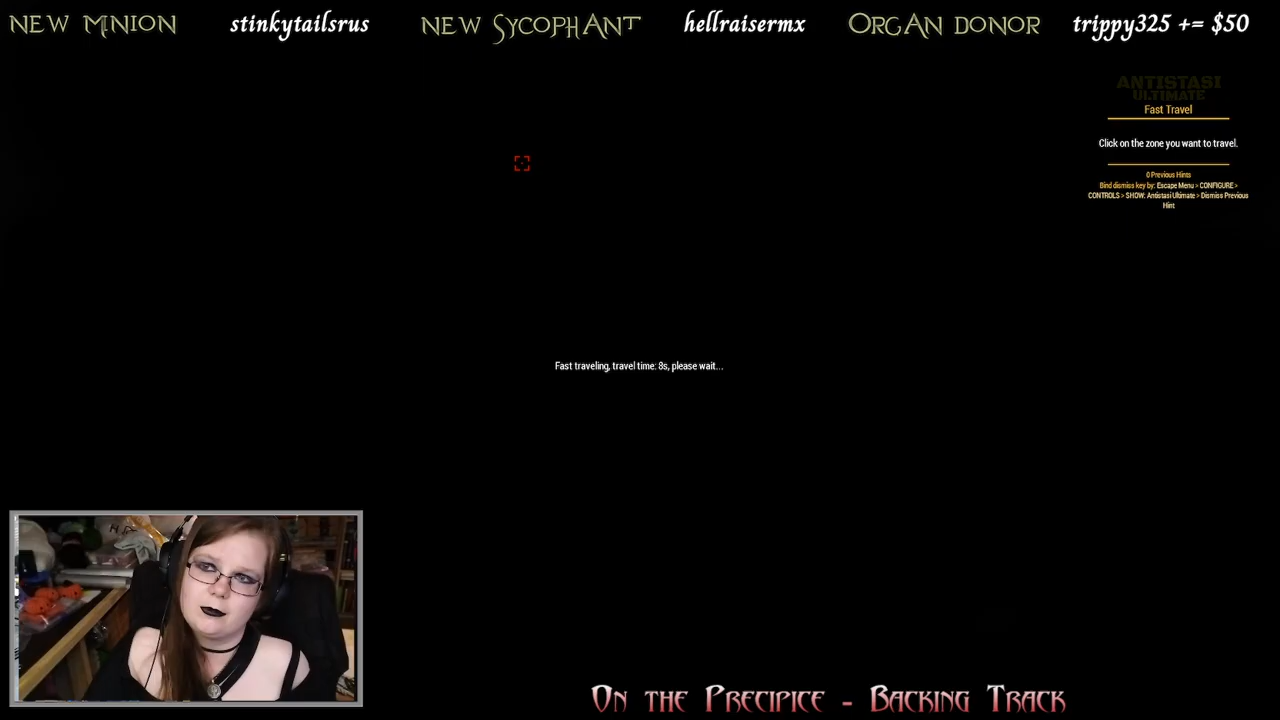 NEW MINION stinkytailsrus NEW SYCOPHANT hellraisermx ORGAN DONOR trippy325 += $50
ANTISTASI
ULTIMATE
Fast Travel
Click on the zone you want to travel.
0 Previous Hints
Bind dismiss key by: Escape Menu > CONFIGURE >
CONTROLS > SHOW: Antistasi Ultimate > Dismiss Previous
Hint
Fast traveling, travel time: 8s, please wait...
On the Precipice - Backing Track